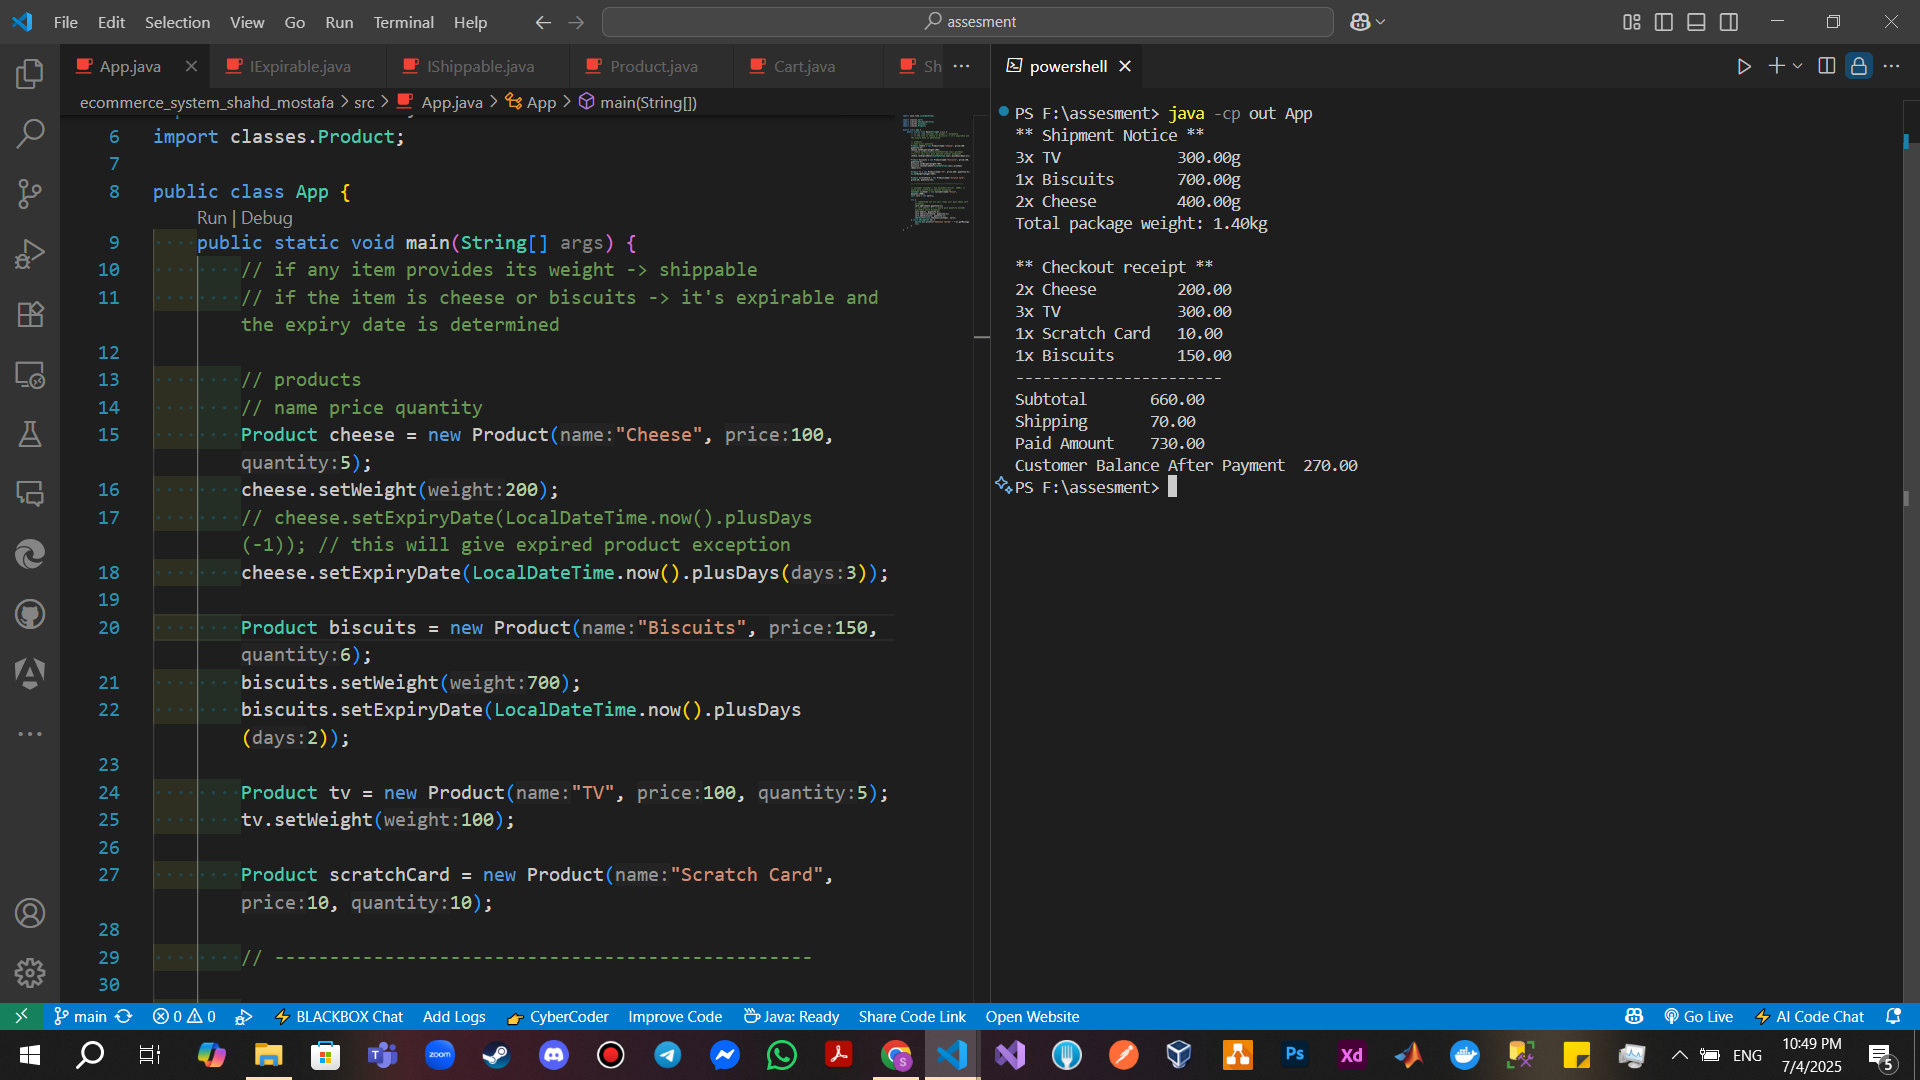 File Edit Selection View Go Run Terminal Help
assesment
App.java
IExpirable.java
IShippable.java
Product.java
Cart.java
Sh
ecommerce_system_shahd_mostafa > src > App.java > App > main(String[])
6 import classes.Product;
7
8 public class App {
Run | Debug
9 public static void main(String[] args) {
10 // if any item provides its weight -> shippable
11 // if the item is cheese or biscuits -> it's expirable and
the expiry date is determined
12
13 // products
14 // name price quantity
15 Product cheese = new Product(name:"Cheese", price:100,
quantity:5);
16 cheese.setWeight(weight:200);
17 // cheese.setExpiryDate(LocalDateTime.now().plusDays
(-1)); // this will give expired product exception
18 cheese.setExpiryDate(LocalDateTime.now().plusDays(days:3));
19
20 Product biscuits = new Product(name:"Biscuits", price:150,
quantity:6);
21 biscuits.setWeight(weight:700);
22 biscuits.setExpiryDate(LocalDateTime.now().plusDays
(days:2));
23
24 Product tv = new Product(name:"TV", price:100, quantity:5);
25 tv.setWeight(weight:100);
26
27 Product scratchCard = new Product(name:"Scratch Card",
price:10, quantity:10);
28
29 // -------------------------------------------------
30
powershell
PS F:\assesment> java -cp out App
** Shipment Notice **
3x TV 300.00g
1x Biscuits 700.00g
2x Cheese 400.00g
Total package weight: 1.40kg
** Checkout receipt **
2x Cheese 200.00
3x TV 300.00
1x Scratch Card 10.00
1x Biscuits 150.00
-----------------------
Subtotal 660.00
Shipping 70.00
Paid Amount 730.00
Customer Balance After Payment 270.00
PS F:\assesment>
main 0 0 BLACKBOX Chat Add Logs CyberCoder Improve Code Java: Ready Share Code Link Open Website Go Live AI Code Chat
zoom
Ps
Xd
S
ENG
10:49 PM
7/4/2025
5